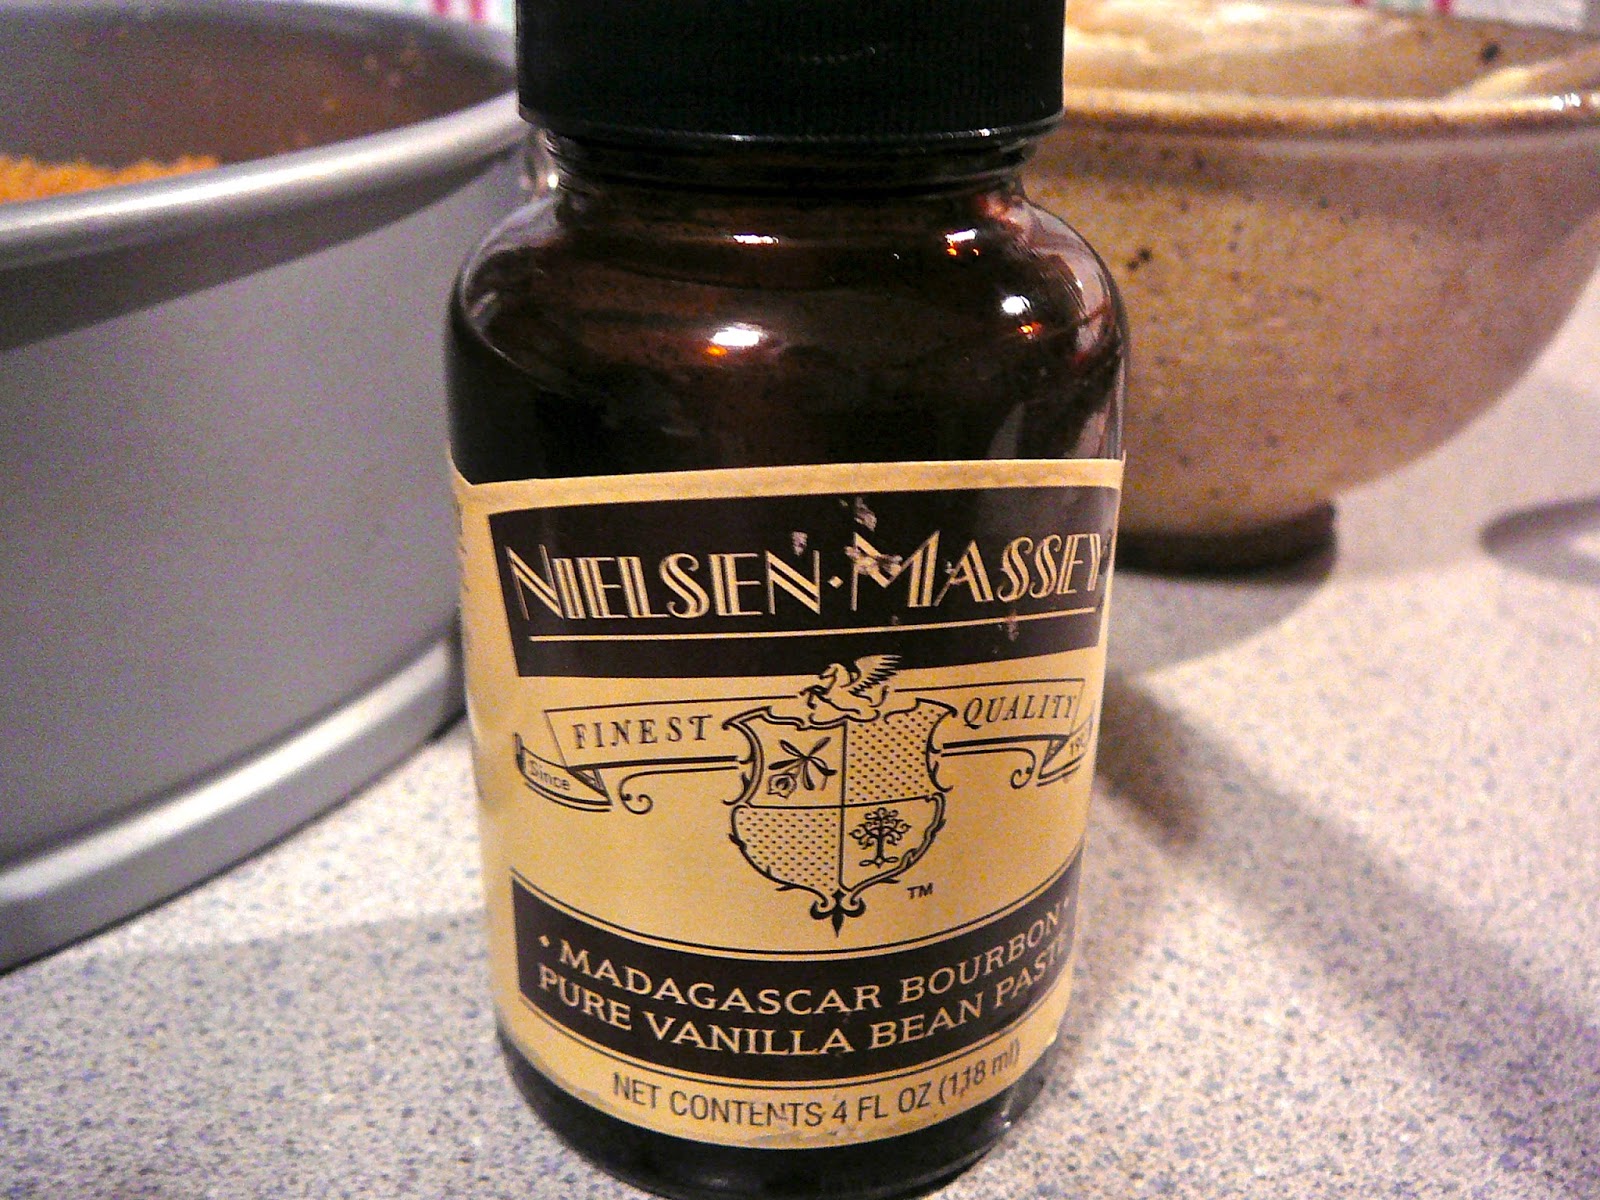 NIELSEN·MASSEY
FINEST QUALITY
Since
TM
· MADAGASCAR BOURBON ·
PURE VANILLA BEAN PASTE
NET CONTENTS 4 FL OZ (118 ml)